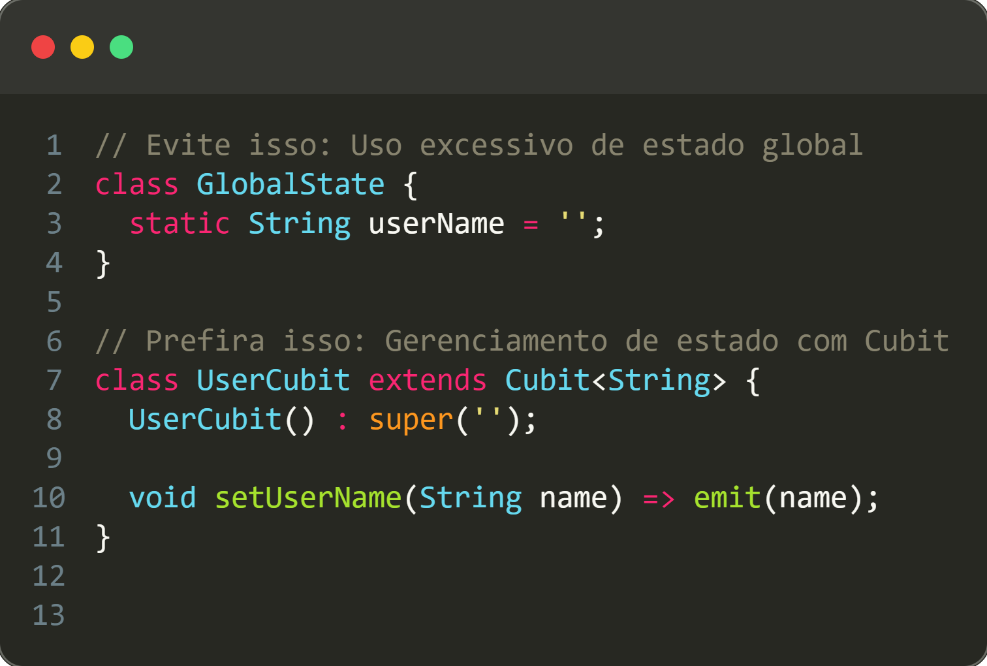 1 // Evite isso: Uso excessivo de estado global
2 class GlobalState {
3   static String userName = '';
4 }
5
6 // Prefira isso: Gerenciamento de estado com Cubit
7 class UserCubit extends Cubit<String> {
8   UserCubit() : super('');
9
10   void setUserName(String name) => emit(name);
11 }
12
13